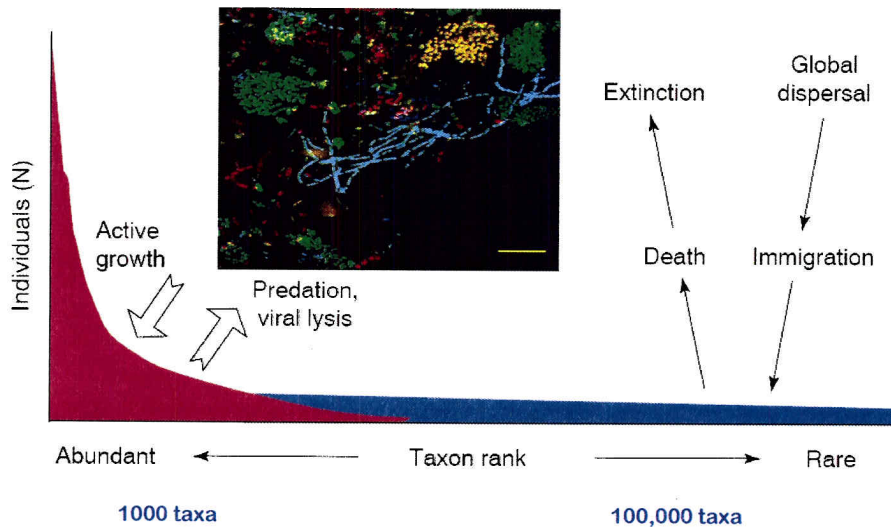 Individuals (N)
Active
growth
Predation,
viral lysis
Extinction
Global
dispersal
Death
Immigration
Abundant
Taxon rank
Rare
1000 taxa
100,000 taxa